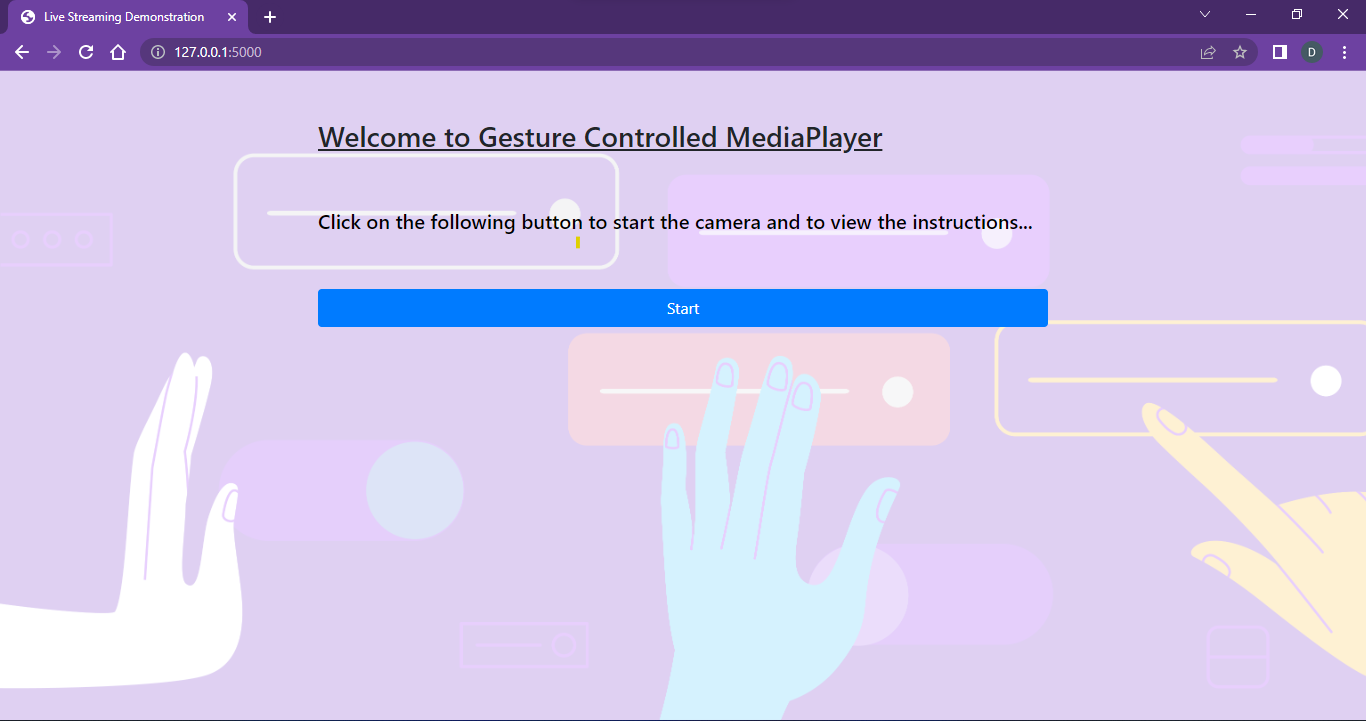 Live Streaming Demonstration
127.0.0.1:5000
D
Welcome to Gesture Controlled MediaPlayer
Click on the following button to start the camera and to view the instructions...
Start